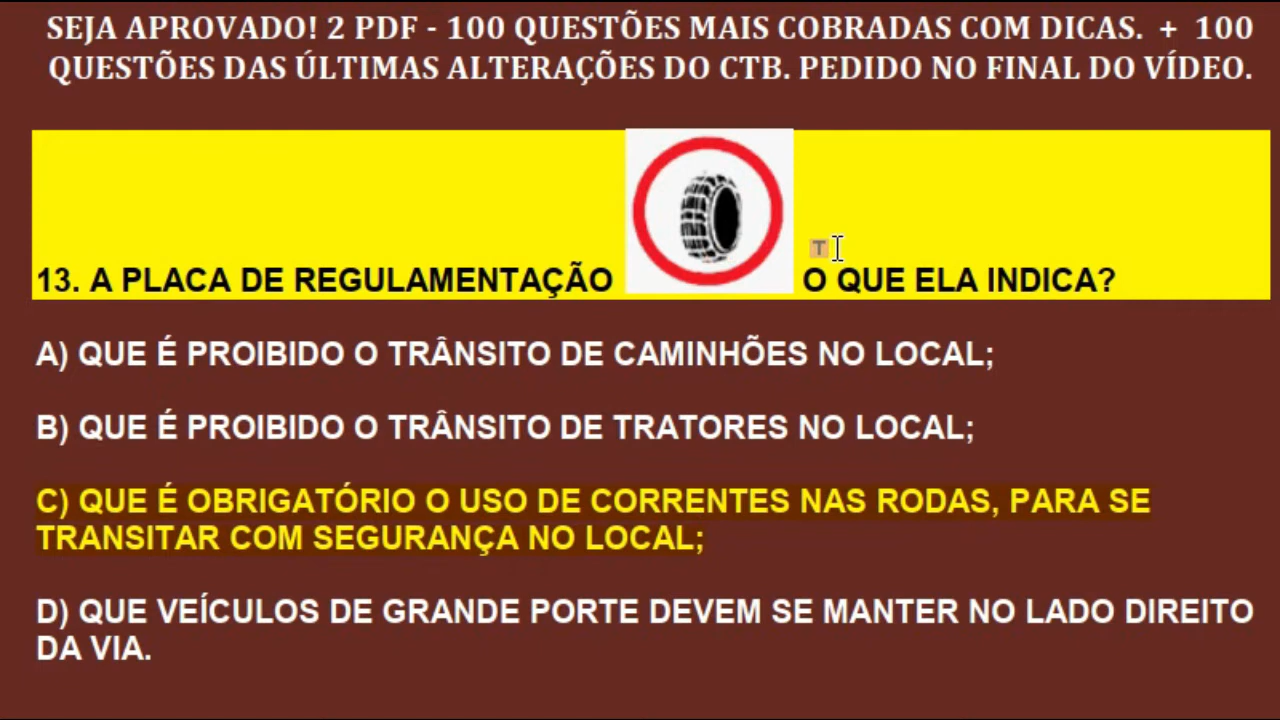 SEJA APROVADO! 2 PDF - 100 QUESTÕES MAIS COBRADAS COM DICAS. + 100
QUESTÕES DAS ÚLTIMAS ALTERAÇÕES DO CTB. PEDIDO NO FINAL DO VÍDEO.
T
13. A PLACA DE REGULAMENTAÇÃO O QUE ELA INDICA?
A) QUE É PROIBIDO O TRÂNSITO DE CAMINHÕES NO LOCAL;
B) QUE É PROIBIDO O TRÂNSITO DE TRATORES NO LOCAL;
C) QUE É OBRIGATÓRIO O USO DE CORRENTES NAS RODAS, PARA SE
TRANSITAR COM SEGURANÇA NO LOCAL;
D) QUE VEÍCULOS DE GRANDE PORTE DEVEM SE MANTER NO LADO DIREITO
DA VIA.